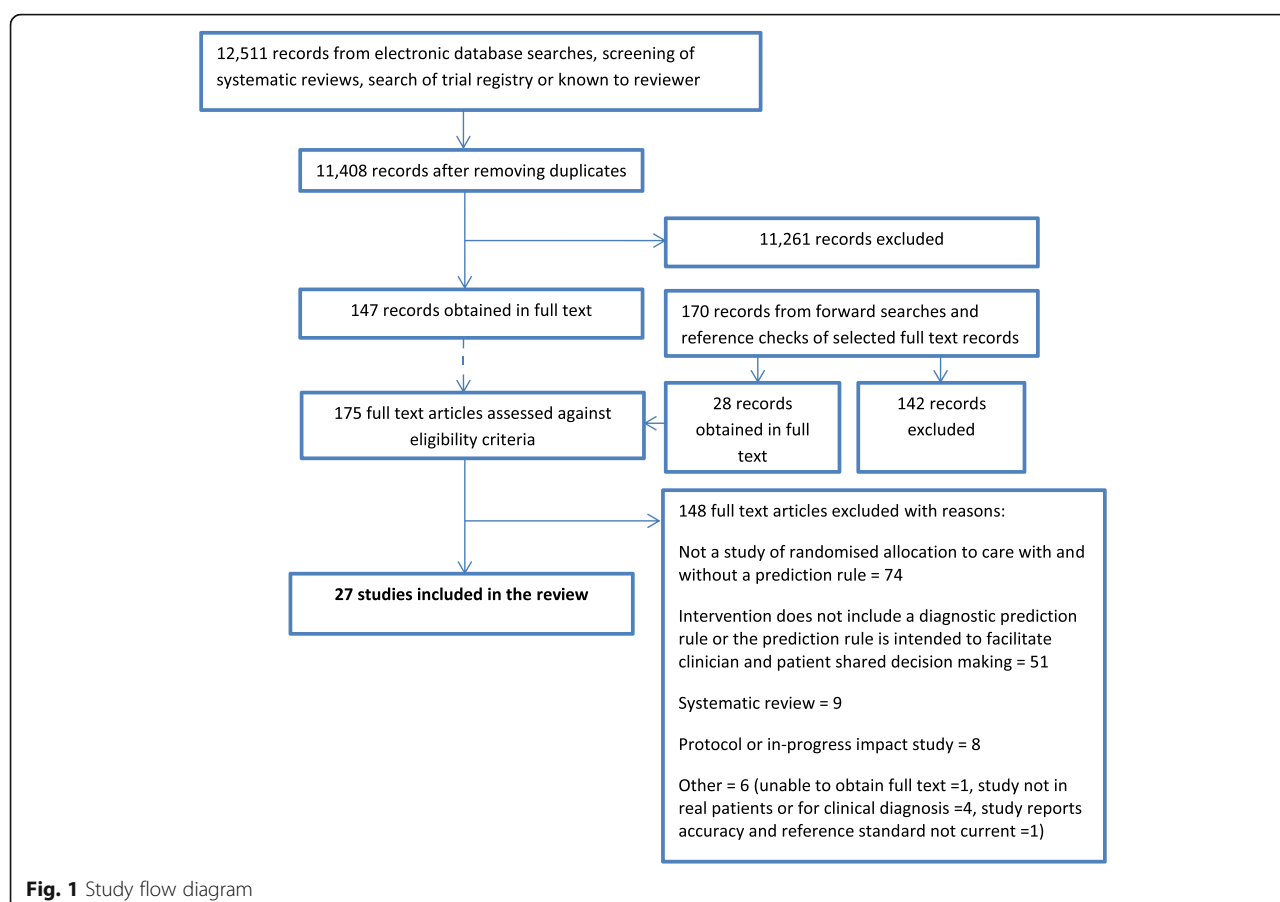 12,511 records from electronic database searches, screening of
systematic reviews, search of trial registry or known to reviewer
11,408 records after removing duplicates
11,261 records excluded
147 records obtained in full text
170 records from forward searches and
reference checks of selected full text records
175 full text articles assessed against
eligibility criteria
28 records
obtained in full
text
142 records
excluded
148 full text articles excluded with reasons:
Not a study of randomised allocation to care with and
without a prediction rule = 74
Intervention does not include a diagnostic prediction
rule or the prediction rule is intended to facilitate
clinician and patient shared decision making = 51
Systematic review = 9
Protocol or in-progress impact study = 8
Other = 6 (unable to obtain full text =1, study not in
real patients or for clinical diagnosis =4, study reports
accuracy and reference standard not current =1)
27 studies included in the review
Fig. 1 Study flow diagram